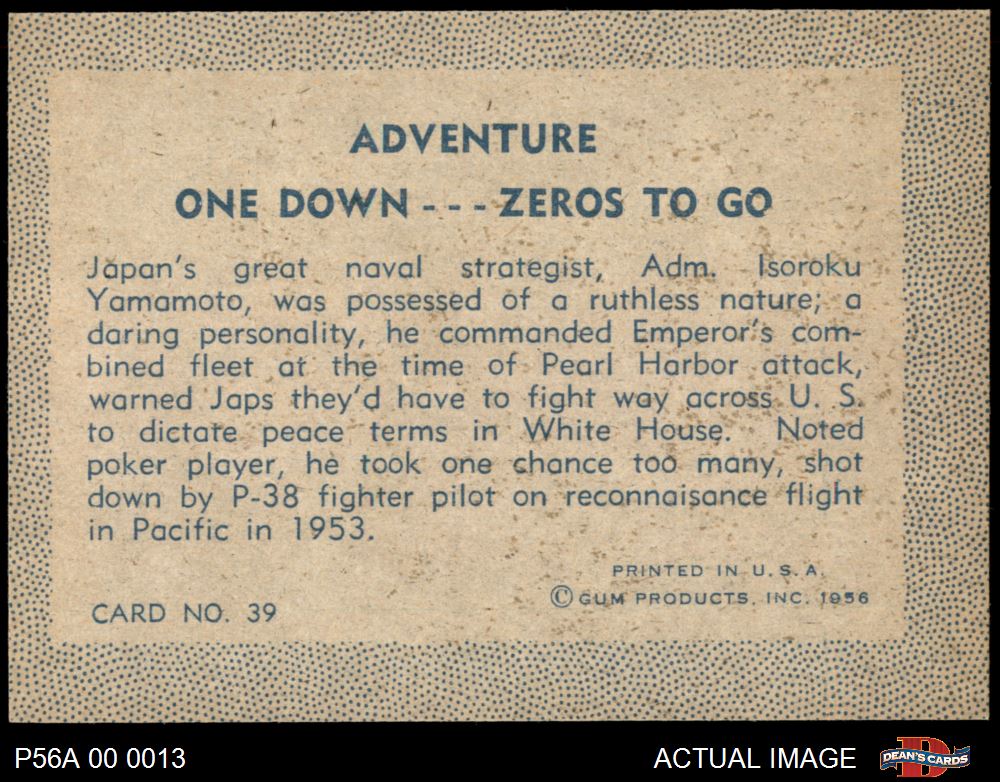 ADVENTURE
ONE DOWN - - - ZEROS TO GO
Japan's great naval strategist, Adm. Isoroku
Yamamoto, was possessed of a ruthless nature; a
daring personality, he commanded Emperor's com-
bined fleet at the time of Pearl Harbor attack,
warned Japs they'd have to fight way across U. S.
to dictate peace terms in White House. Noted
poker player, he took one chance too many, shot
down by P-38 fighter pilot on reconnaisance flight
in Pacific in 1953.
PRINTED IN U. S. A.
© GUM PRODUCTS, INC. 1956
CARD NO. 39
P56A 00 0013
ACTUAL IMAGE
DEAN'S CARDS